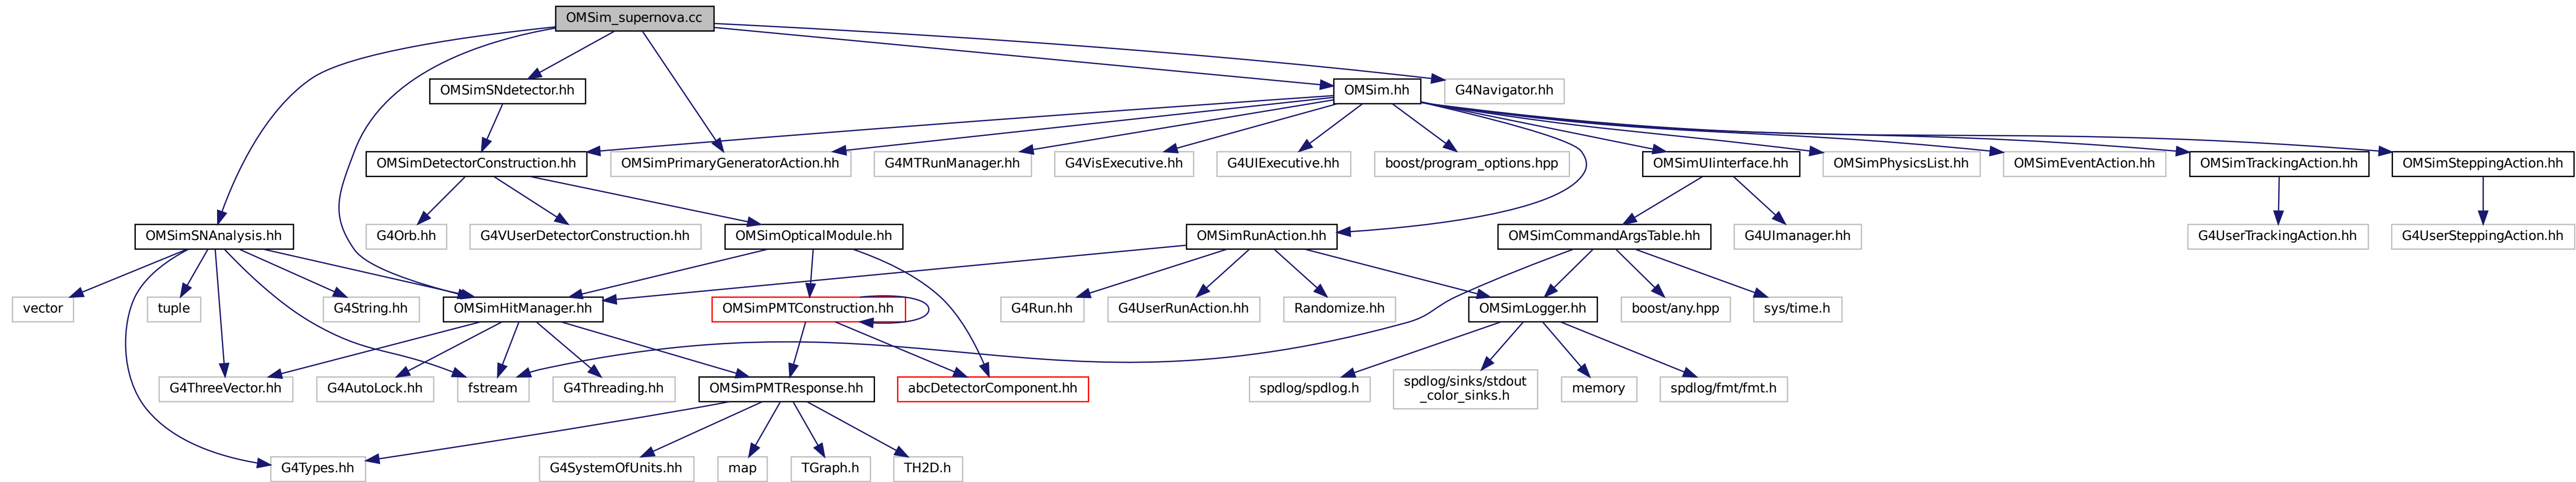 OMSim_supernova.cc
OMSimSNdetector.hh
OMSim.hh
G4Navigator.hh
OMSimDetectorConstruction.hh
OMSimPrimaryGeneratorAction.hh
G4MTRunManager.hh
G4VisExecutive.hh
G4UIExecutive.hh
boost/program_options.hpp
OMSimUIinterface.hh
OMSimPhysicsList.hh
OMSimEventAction.hh
OMSimTrackingAction.hh
OMSimSteppingAction.hh
OMSimSNAnalysis.hh
G4Orb.hh
G4VUserDetectorConstruction.hh
OMSimOpticalModule.hh
OMSimRunAction.hh
OMSimCommandArgsTable.hh
G4UImanager.hh
G4UserTrackingAction.hh
G4UserSteppingAction.hh
vector
tuple
G4String.hh
OMSimHitManager.hh
OMSimPMTConstruction.hh
G4Run.hh
G4UserRunAction.hh
Randomize.hh
OMSimLogger.hh
boost/any.hpp
sys/time.h
G4ThreeVector.hh
G4AutoLock.hh
fstream
G4Threading.hh
OMSimPMTResponse.hh
abcDetectorComponent.hh
spdlog/spdlog.h
spdlog/sinks/stdout
_color_sinks.h
memory
spdlog/fmt/fmt.h
G4Types.hh
G4SystemOfUnits.hh
map
TGraph.h
TH2D.h